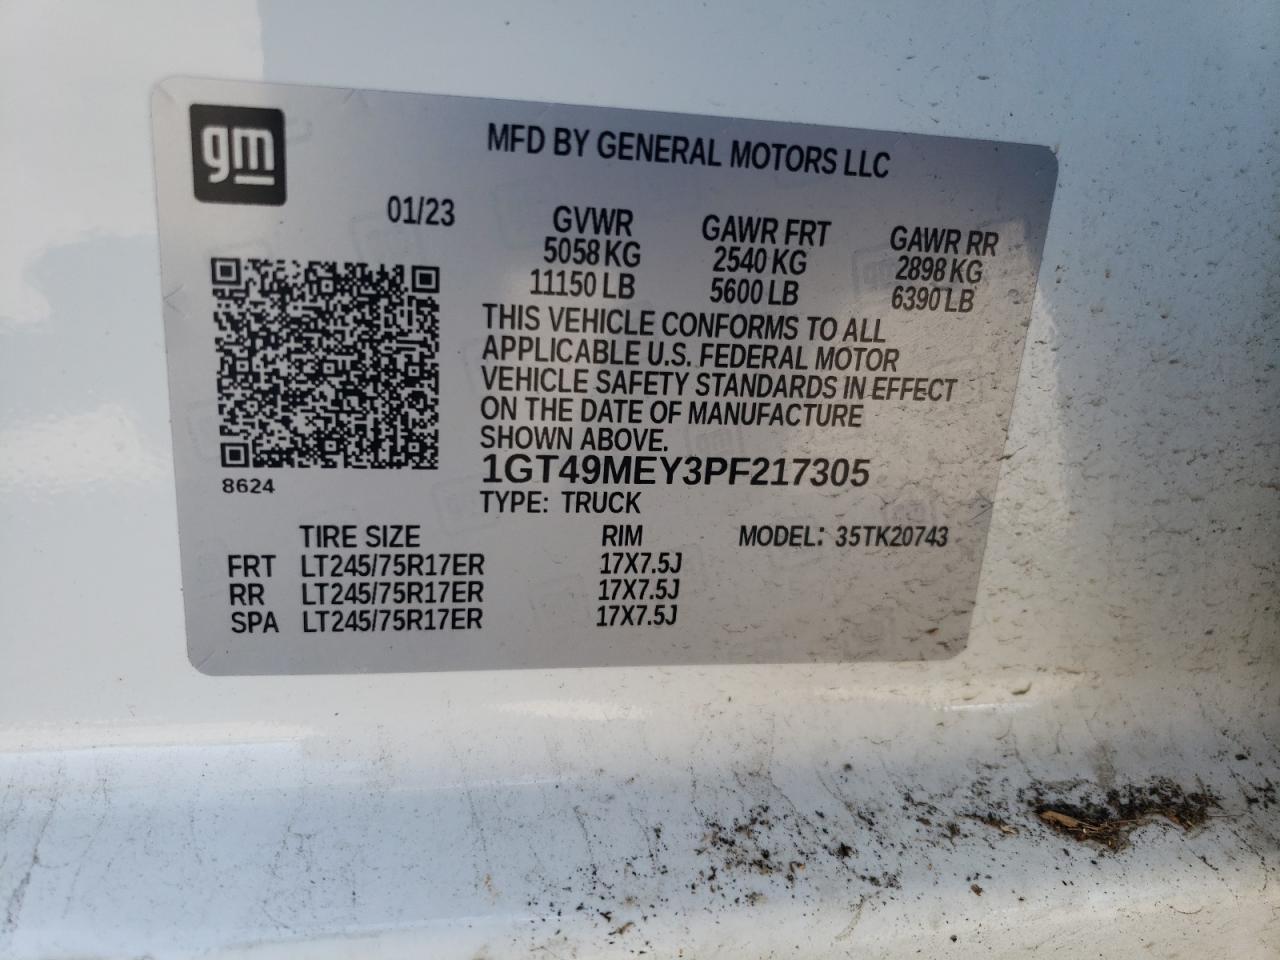 gm
MFD BY GENERAL MOTORS LLC
01/23
GVWR GAWR FRT GAWR RR
5058 KG 2540 KG 2898 KG
11150 LB 5600 LB 6390 LB
THIS VEHICLE CONFORMS TO ALL
APPLICABLE U.S. FEDERAL MOTOR
VEHICLE SAFETY STANDARDS IN EFFECT
ON THE DATE OF MANUFACTURE
SHOWN ABOVE.
1GT49MEY3PF217305
8624
TYPE: TRUCK
TIRE SIZE RIM MODEL: 35TK20743
FRT LT245/75R17ER 17X7.5J
RR LT245/75R17ER 17X7.5J
SPA LT245/75R17ER 17X7.5J